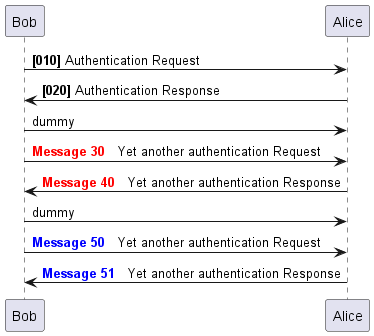 Bob Alice
[010] Authentication Request
[020] Authentication Response
dummy
Message 30 Yet another authentication Request
Message 40 Yet another authentication Response
dummy
Message 50 Yet another authentication Request
Message 51 Yet another authentication Response
Bob Alice